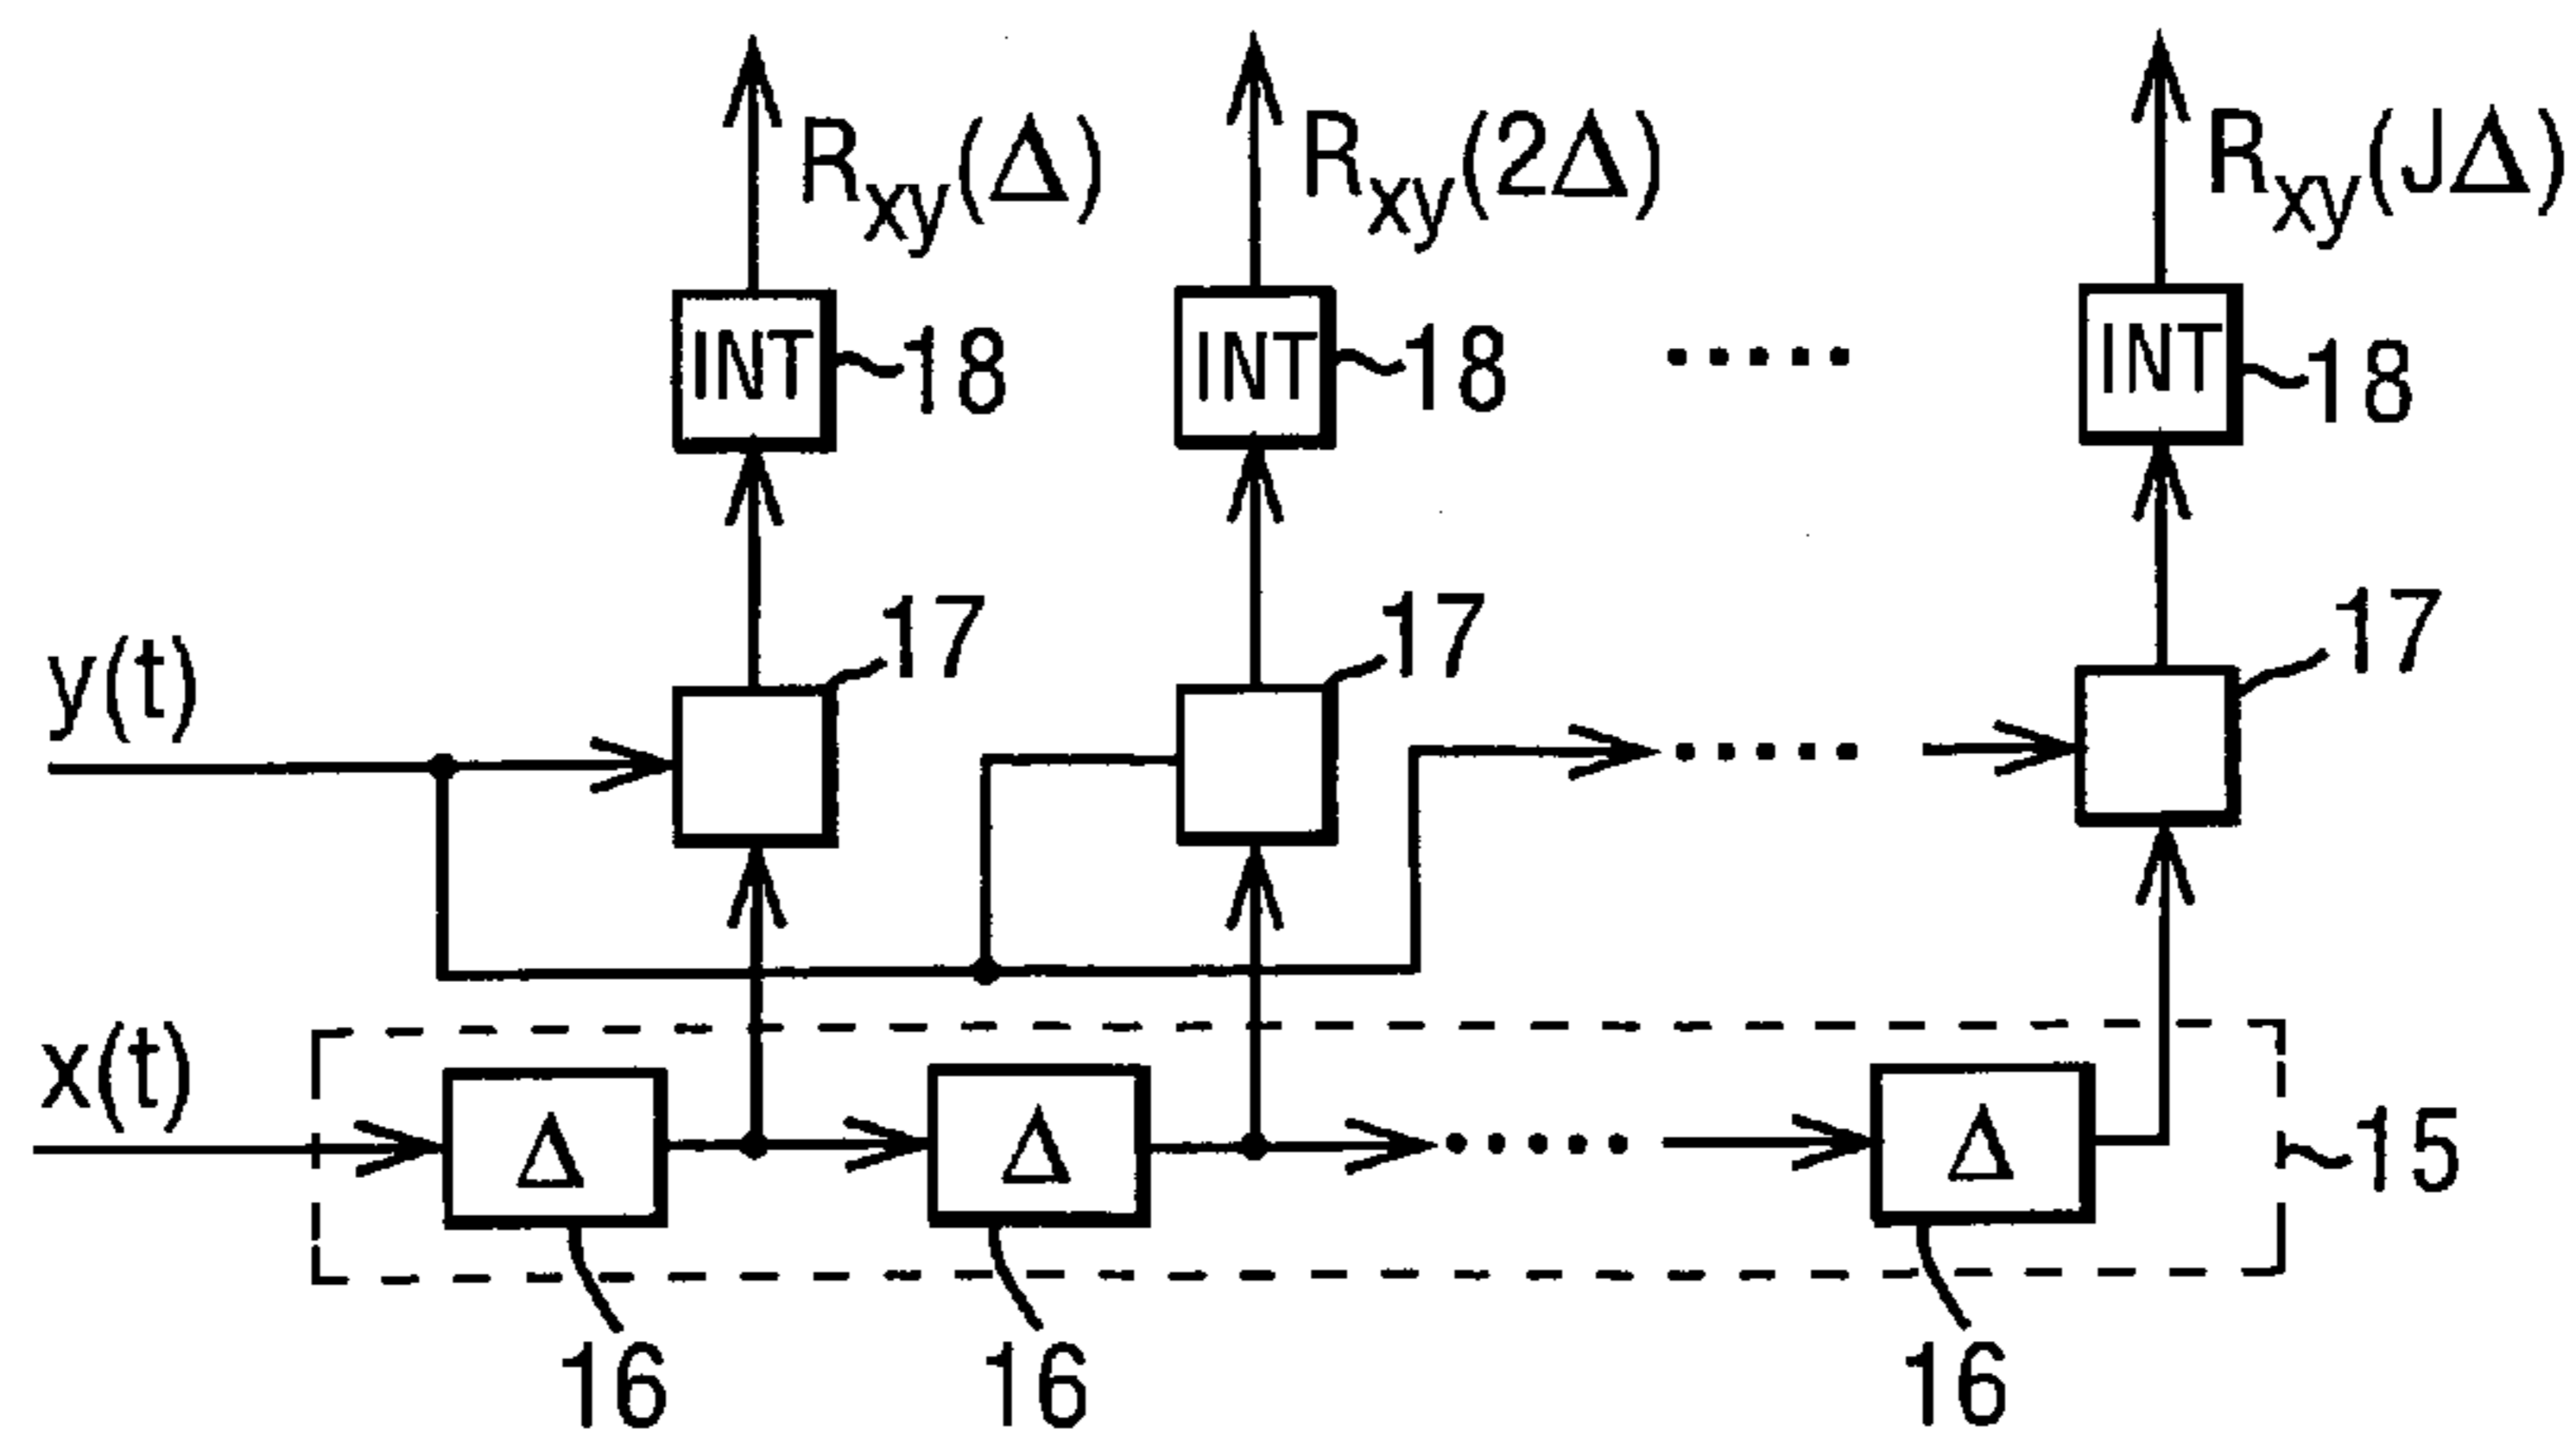 Rxy(Δ) Rxy(2Δ) Rxy(JΔ)
INT 18 INT 18 ..... INT 18
17 17 17
y(t) .....
x(t)
Δ Δ ..... Δ 15
16 16 16